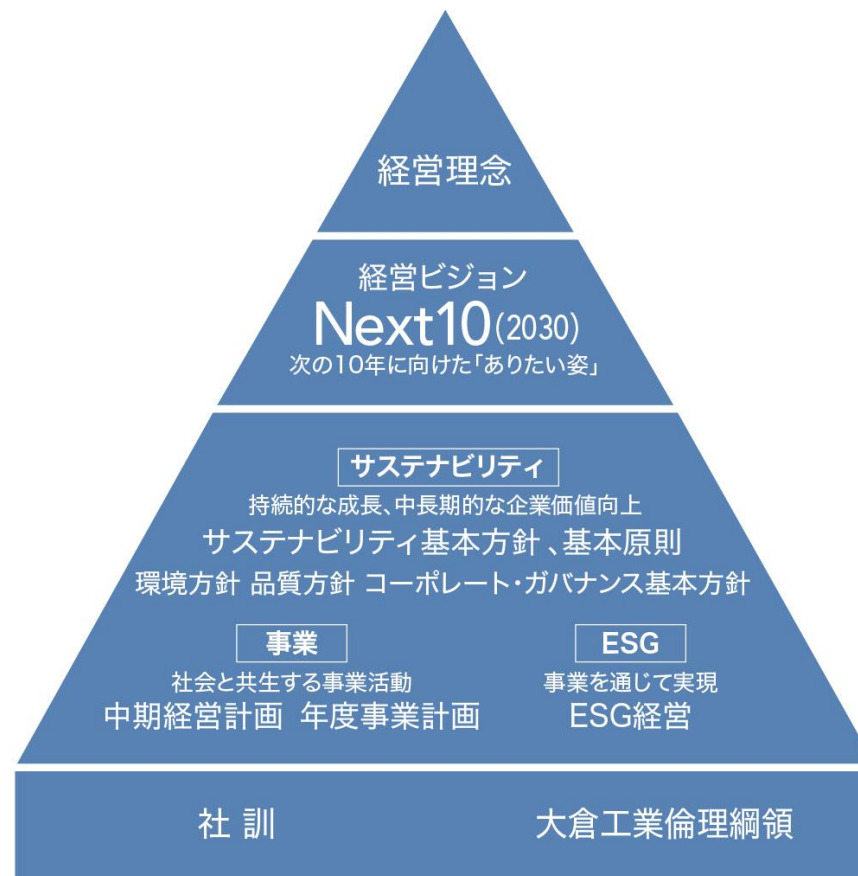 経営理念
経営ビジョン
Next10(2030)
次の10年に向けた「ありたい姿」
サステナビリティ
持続的な成長、中長期的な企業価値向上
サステナビリティ基本方針、基本原則
環境方針 品質方針 コーポレート・ガバナンス基本方針
事業
社会と共生する事業活動
中期経営計画 年度事業計画
ESG
事業を通じて実現
ESG経営
社訓
大倉工業倫理綱領